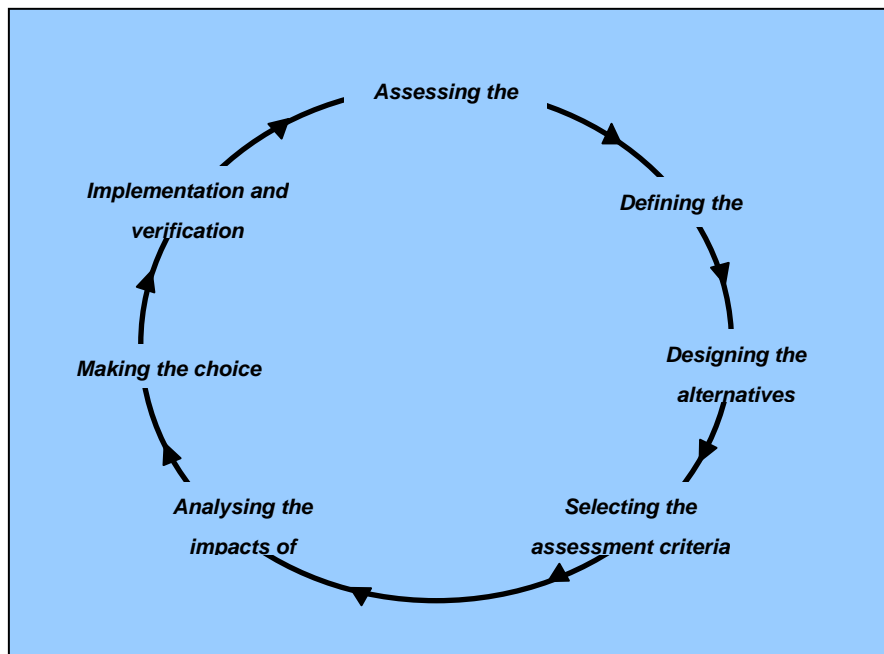 Assessing the
Defining the
Designing the
alternatives
Selecting the
assessment criteria
Analysing the
impacts of
Making the choice
Implementation and
verification